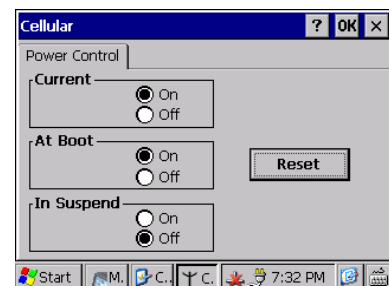 Cellular ? OK ×
Power Control
Current
On
Off
At Boot
On
Off
Reset
In Suspend
On
Off
Start M. C.. C. 7:32 PM